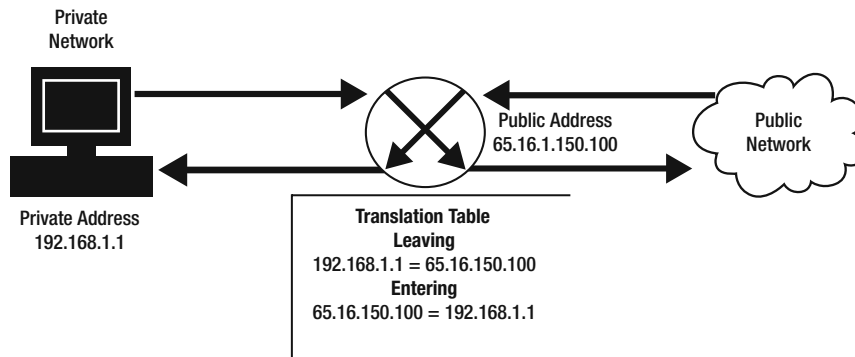 Private
Network
Public Address
65.16.1.150.100
Public
Network
Private Address
192.168.1.1
Translation Table
Leaving
192.168.1.1 = 65.16.150.100
Entering
65.16.150.100 = 192.168.1.1